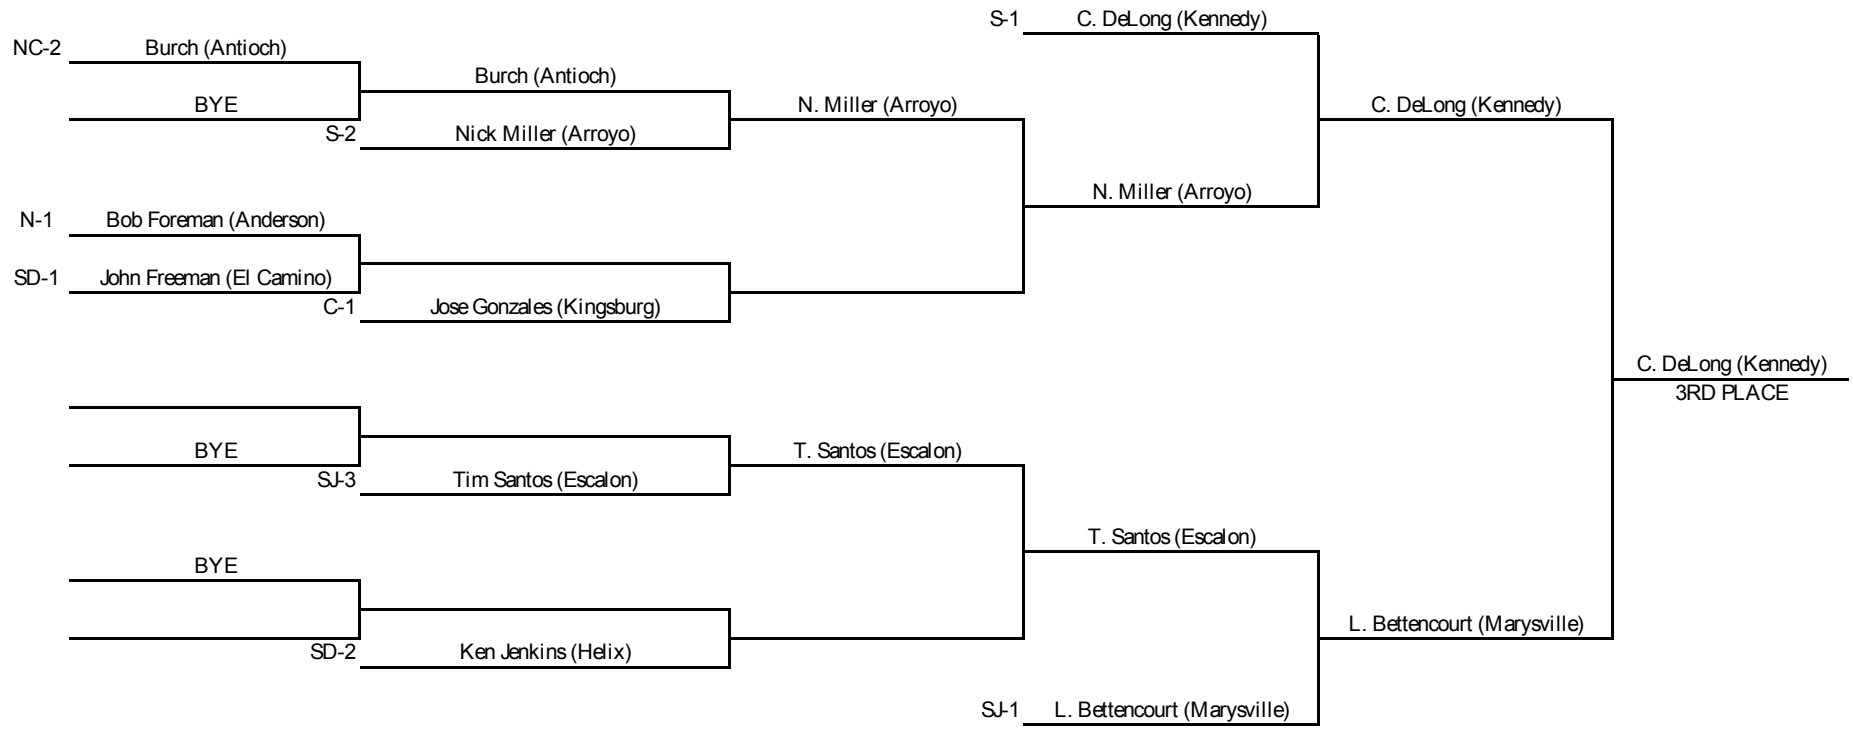 S-1 C. DeLong (Kennedy)
NC-2 Burch (Antioch)
Burch (Antioch)
BYE N. Miller (Arroyo) C. DeLong (Kennedy)
S-2 Nick Miller (Arroyo)
N. Miller (Arroyo)
N-1 Bob Foreman (Anderson)
SD-1 John Freeman (El Camino)
C-1 Jose Gonzales (Kingsburg)
C. DeLong (Kennedy)
3RD PLACE
BYE T. Santos (Escalon)
SJ-3 Tim Santos (Escalon)
T. Santos (Escalon)
BYE
L. Bettencourt (Marysville)
SD-2 Ken Jenkins (Helix)
SJ-1 L. Bettencourt (Marysville)